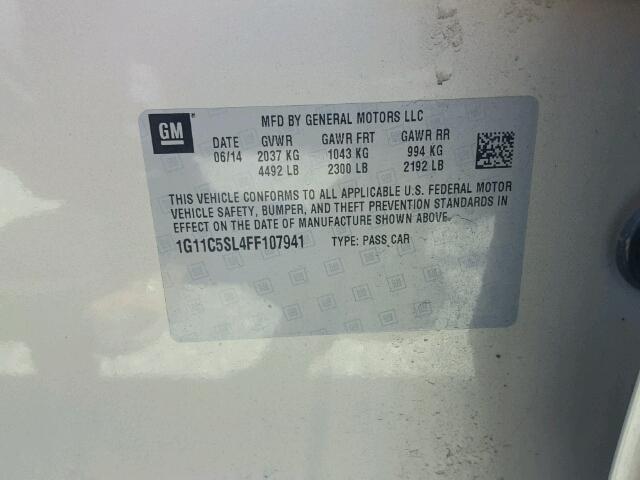 GM
MFD BY GENERAL MOTORS LLC
DATE GVWR GAWR FRT GAWR RR
06/14 2037 KG 1043 KG 994 KG
4492 LB 2300 LB 2192 LB
THIS VEHICLE CONFORMS TO ALL APPLICABLE U.S. FEDERAL MOTOR
VEHICLE SAFETY, BUMPER, AND THEFT PREVENTION STANDARDS IN
EFFECT ON THE DATE OF MANUFACTURE SHOWN ABOVE.
1G11C5SL4FF107941 TYPE: PASS CAR